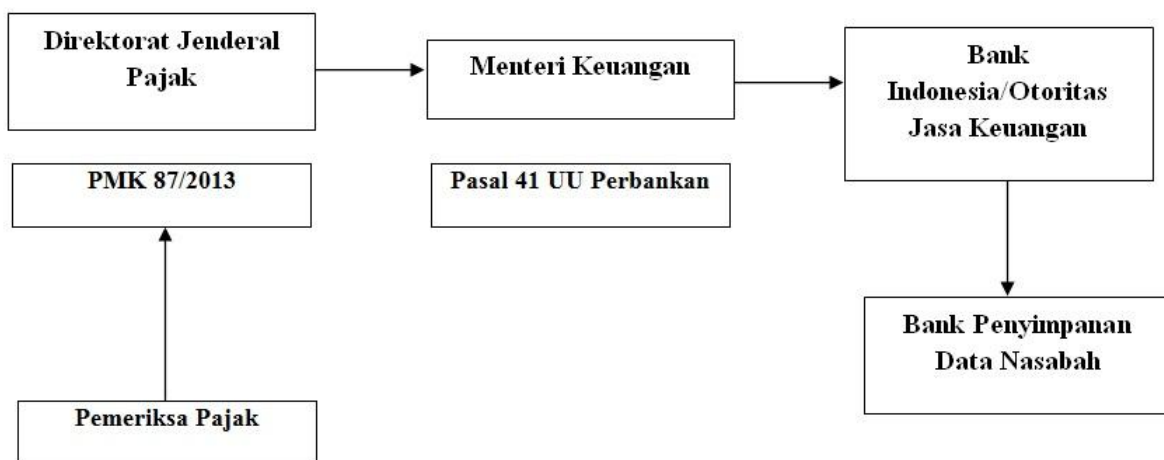 Direktorat Jenderal
Pajak
Menteri Keuangan
Bank
Indonesia/Otoritas
Jasa Keuangan
PMK 87/2013
Pasal 41 UU Perbankan
Bank Penyimpanan
Data Nasabah
Pemeriksa Pajak